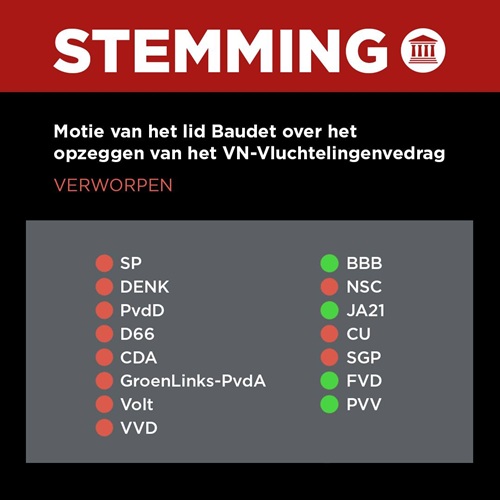 STEMMING
Motie van het lid Baudet over het
opzeggen van het VN-Vluchtelingenvedrag
VERWORPEN
SP
DENK
PvdD
D66
CDA
GroenLinks-PvdA
Volt
VVD
BBB
NSC
JA21
CU
SGP
FVD
PVV